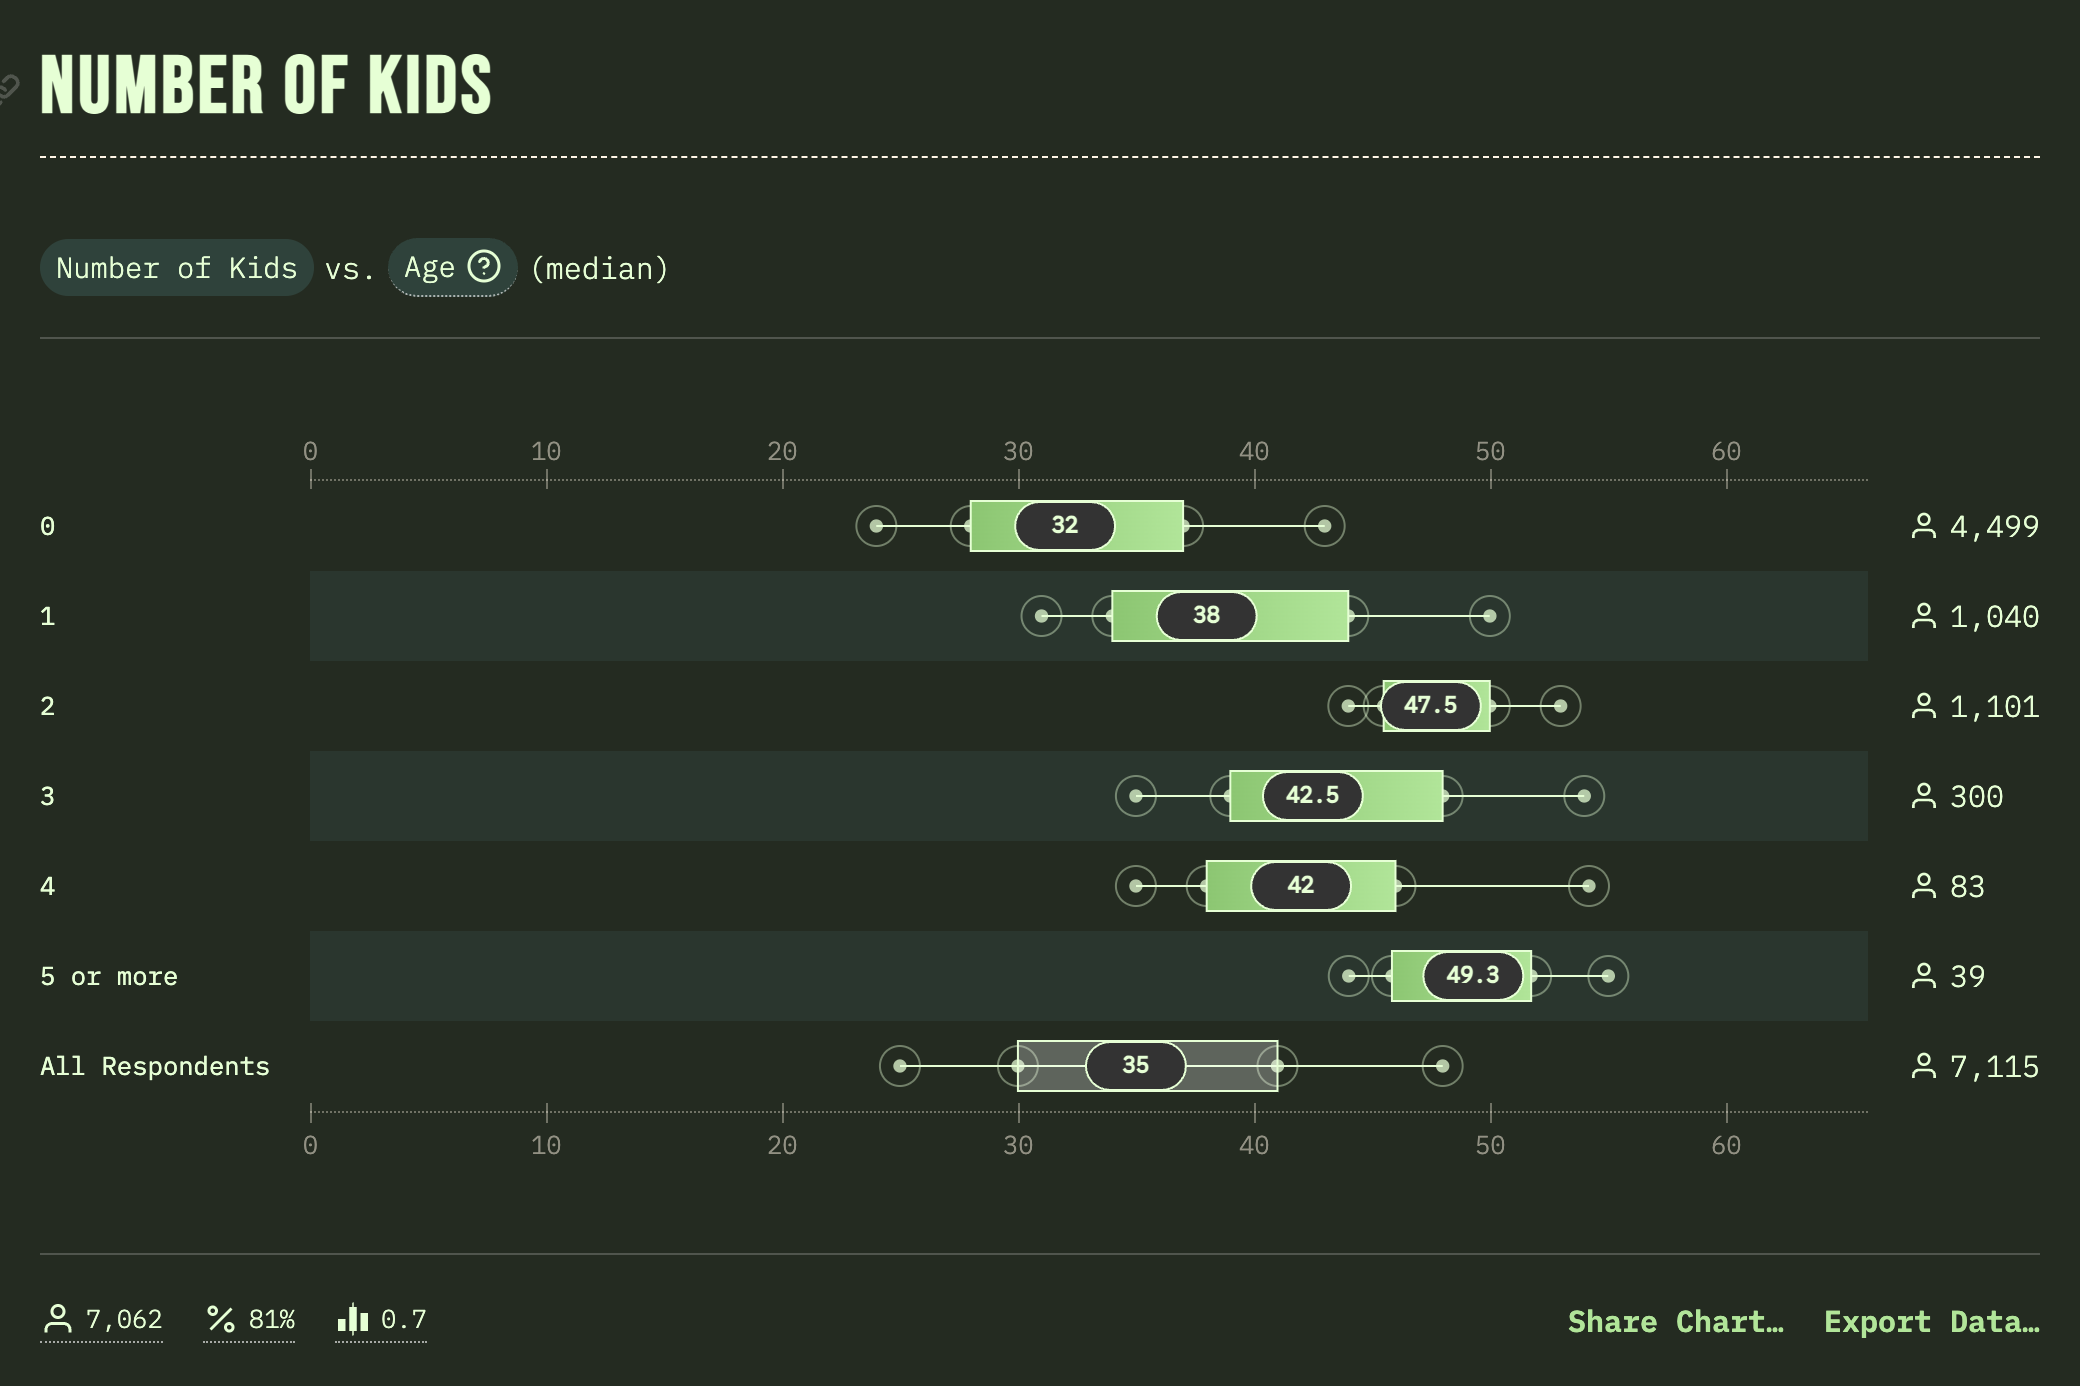 NUMBER OF KIDS
Number of Kids vs. Age (median)
0 10 20 30 40 50 60
0 32 4,499
1 38 1,040
2 47.5 1,101
3 42.5 300
4 42 83
5 or more 49.3 39
All Respondents 35 7,115
0 10 20 30 40 50 60
7,062 81% 0.7 Share Chart… Export Data…